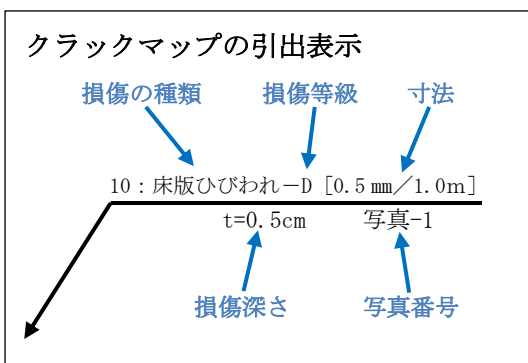 クラックマップの引出表示
損傷の種類 損傷等級 寸法
10：床版ひびわれ－D［0.5㎜／1.0m］
t=0.5cm 写真-1
損傷深さ 写真番号